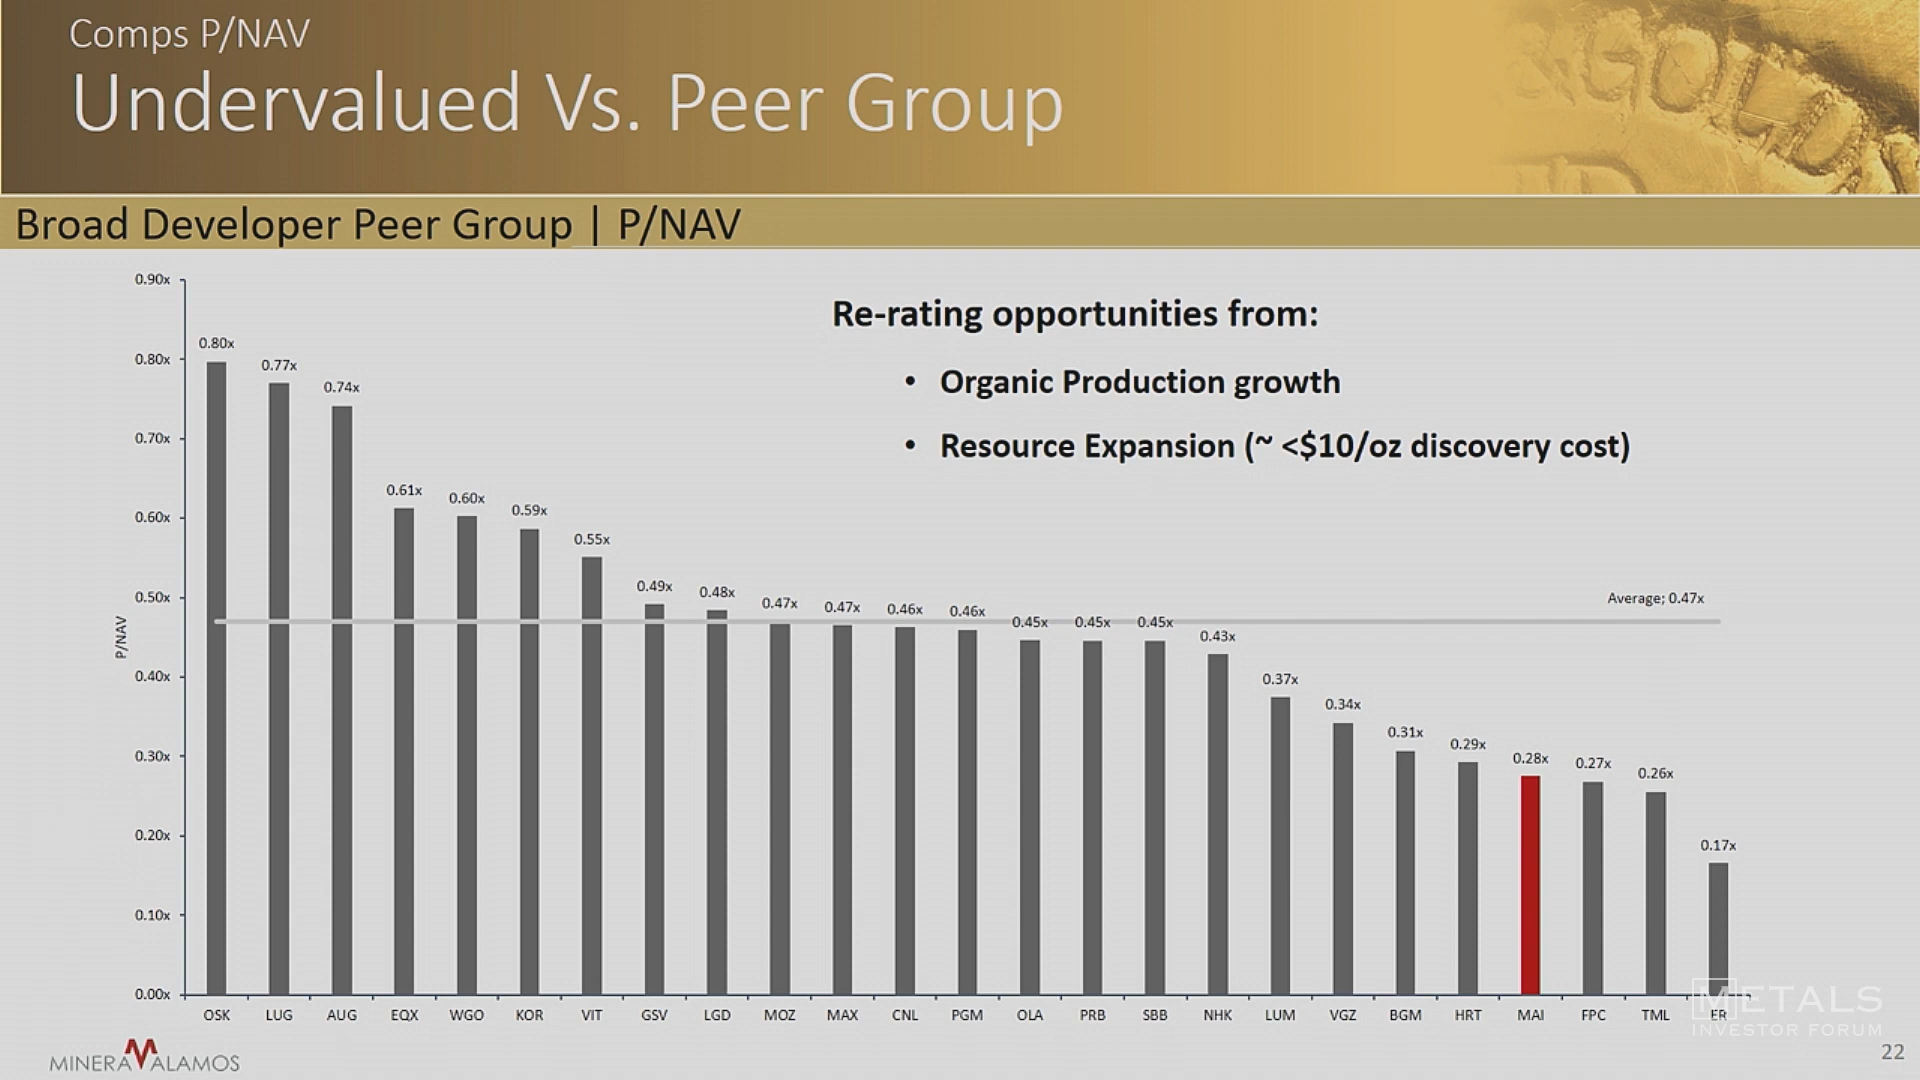 Comps P/NAV
Undervalued Vs. Peer Group
GOLD
Broad Developer Peer Group | P/NAV
Re-rating opportunities from:
• Organic Production growth
• Resource Expansion (~ <$10/oz discovery cost)
P/NAV
0.90x
0.80x
0.70x
0.60x
0.50x
0.40x
0.30x
0.20x
0.10x
0.00x
0.80x 0.77x 0.74x 0.61x 0.60x 0.59x 0.55x 0.49x 0.48x 0.47x 0.47x 0.46x 0.46x 0.45x 0.45x 0.45x 0.43x 0.37x 0.34x 0.31x 0.29x 0.28x 0.27x 0.26x 0.17x
Average; 0.47x
OSK LUG AUG EQX WGO KOR VIT GSV LGD MOZ MAX CNL PGM OLA PRB SBB NHK LUM VGZ BGM HRT MAI FPC TML ER
METALS
INVESTOR FORUM
MINERA ALAMOS
22